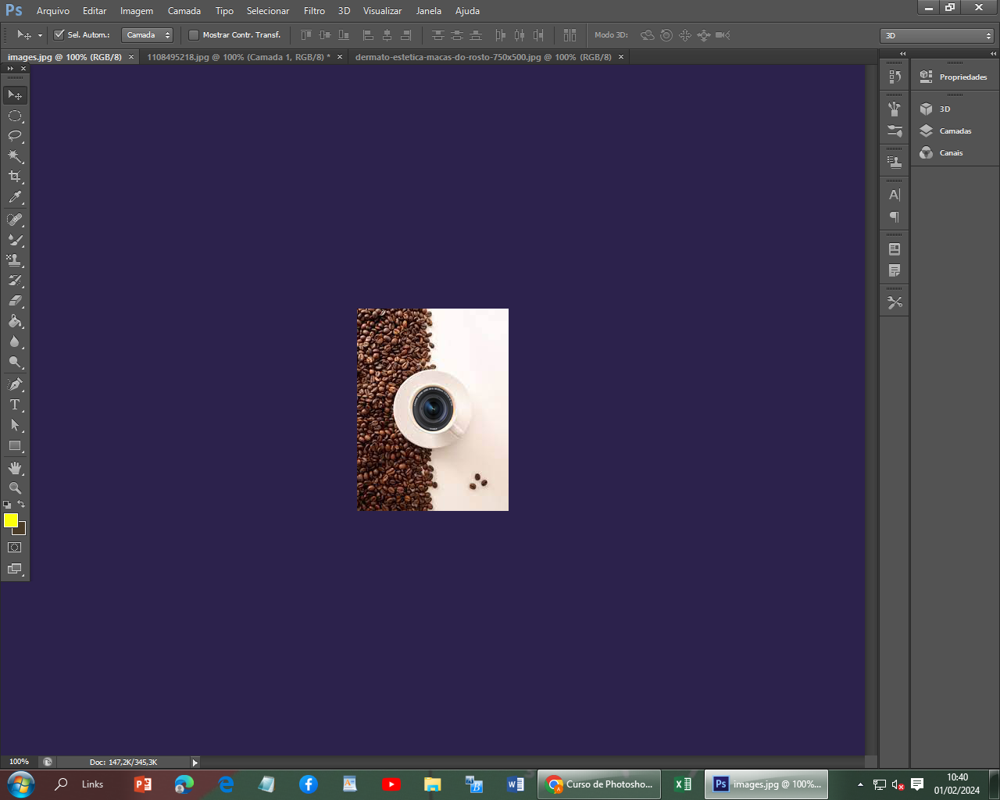 Ps Arquivo Editar Imagem Camada Tipo Selecionar Filtro 3D Visualizar Janela Ajuda
Sel. Autom.: Camada Mostrar Contr. Transf. Modo 3D: 3D
images.jpg @ 100% (RGB/8) × 1108495218.jpg @ 100% (Camada 1, RGB/8) * × dermato-estetica-macas-do-rosto-750x500.jpg @ 100% (RGB/8) ×
Propriedades
3D
Camadas
Canais
100% Doc: 147,2K/345,3K
Links Curso de Photosho... Ps images.jpg @ 100%...
10:40
01/02/2024